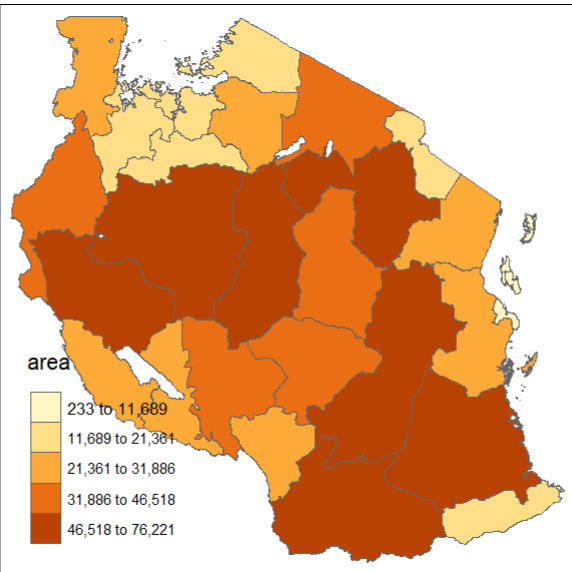 area
233 to 11,689
11,689 to 21,361
21,361 to 31,886
31,886 to 46,518
46,518 to 76,221